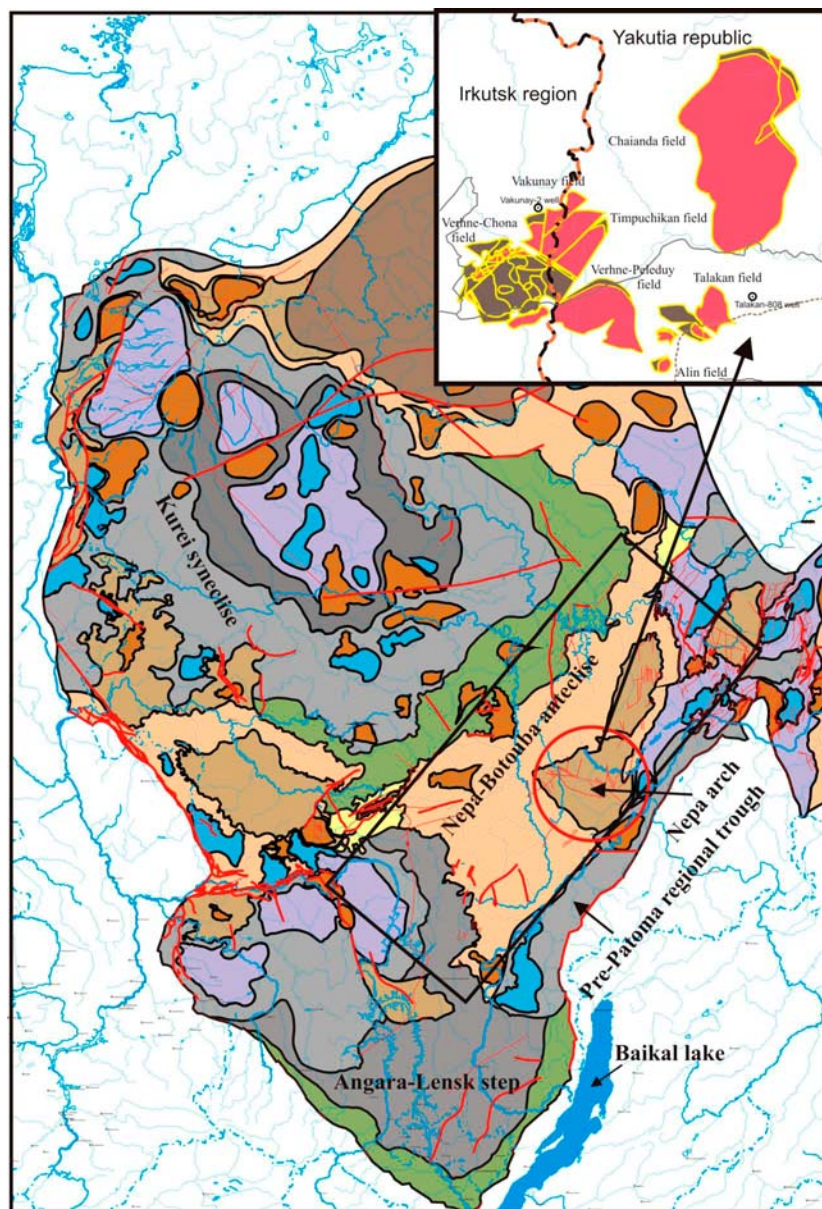 Yakutia republic
Irkutsk region
Chaianda field
Vakunay field
Vakunay-2 well
Verhne-Chona
field
Timpuchikan field
Verhne-Peleduy
field
Talakan field
Talakan-808 well
Alin field
Kurei syneclise
Nepa-Botouba anteclise
Nepa arch
Pre-Patoma regional trough
Baikal lake
Angara-Lensk step